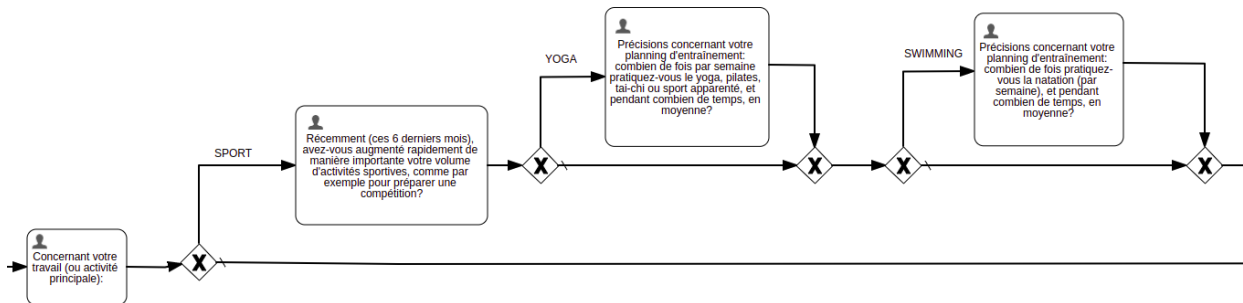 Concernant votre
travail (ou activité
principale):
SPORT
Récemment (ces 6 derniers mois),
avez-vous augmenté rapidement de
manière importante votre volume
d'activités sportives, comme par
exemple pour préparer une
compétition?
YOGA
Précisions concernant votre
planning d'entraînement:
combien de fois par semaine
pratiquez-vous le yoga, pilates,
tai-chi ou sport apparenté, et
pendant combien de temps, en
moyenne?
SWIMMING
Précisions concernant votre
planning d'entraînement:
combien de fois pratiquez-
vous la natation (par
semaine), et pendant
combien de temps, en
moyenne?